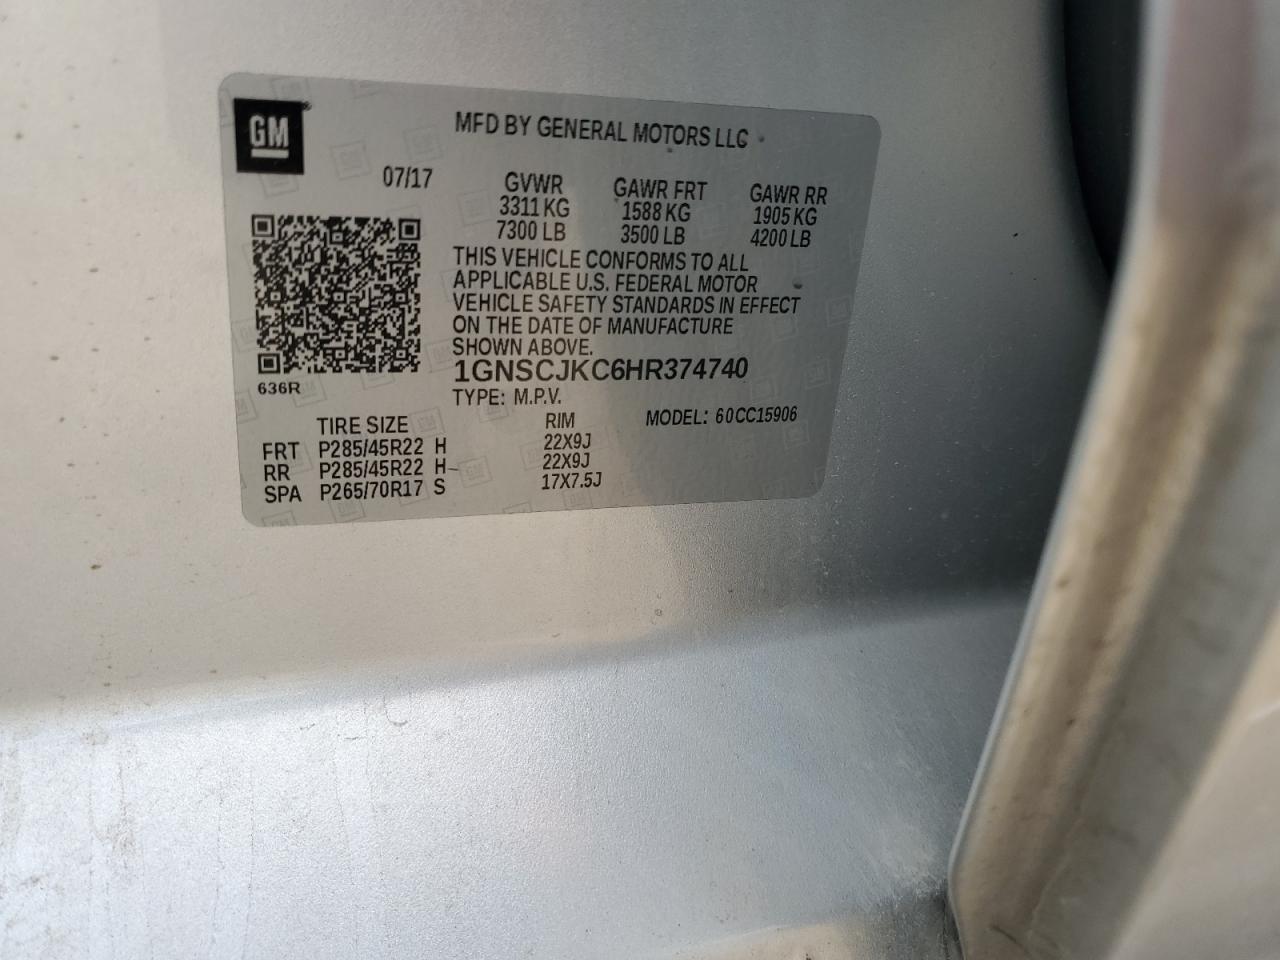 GM
MFD BY GENERAL MOTORS LLC
07/17
GVWR GAWR FRT GAWR RR
3311 KG 1588 KG 1905 KG
7300 LB 3500 LB 4200 LB
THIS VEHICLE CONFORMS TO ALL
APPLICABLE U.S. FEDERAL MOTOR
VEHICLE SAFETY STANDARDS IN EFFECT
ON THE DATE OF MANUFACTURE
SHOWN ABOVE.
636R
1GNSCJKC6HR374740
TYPE: M.P.V.
MODEL: 60CC15906
TIRE SIZE RIM
FRT P285/45R22 H 22X9J
RR P285/45R22 H 22X9J
SPA P265/70R17 S 17X7.5J